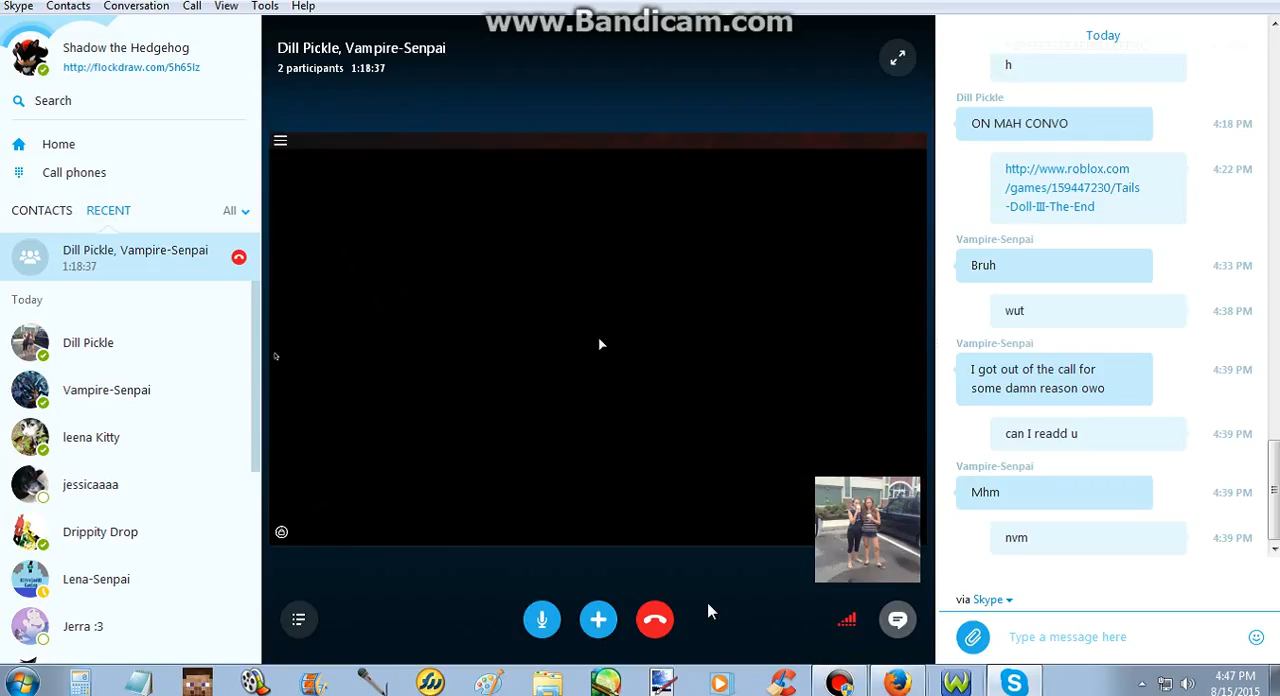 Skype Contacts Conversation Call View Tools Help
www.Bandicam.com
Shadow the Hedgehog
http://flockdraw.com/5h65lz
Search
Home
Call phones
CONTACTS RECENT All
Dill Pickle, Vampire-Senpai
1:18:37
Today
Dill Pickle
Vampire-Senpai
leena Kitty
jessicaaaa
Drippity Drop
Lena-Senpai
Jerra :3
Dill Pickle, Vampire-Senpai
2 participants 1:18:37
Today
h
Dill Pickle
ON MAH CONVO 4:18 PM
http://www.roblox.com 4:22 PM
/games/159447230/Tails
-Doll-III-The-End
Vampire-Senpai
Bruh 4:33 PM
wut 4:38 PM
Vampire-Senpai
I got out of the call for 4:39 PM
some damn reason owo
can I readd u 4:39 PM
Vampire-Senpai
Mhm 4:39 PM
nvm 4:39 PM
via Skype
Type a message here
4:47 PM
8/15/2015